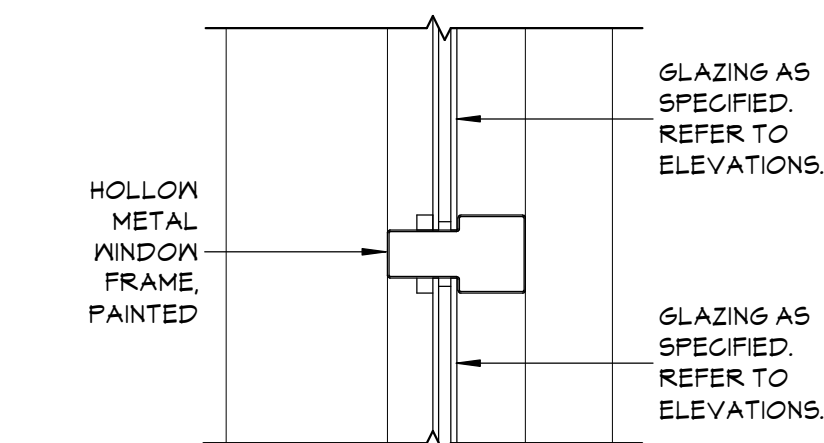 GLAZING AS
SPECIFIED.
REFER TO
ELEVATIONS.
HOLLOW
METAL
WINDOW
FRAME,
PAINTED
GLAZING AS
SPECIFIED.
REFER TO
ELEVATIONS.